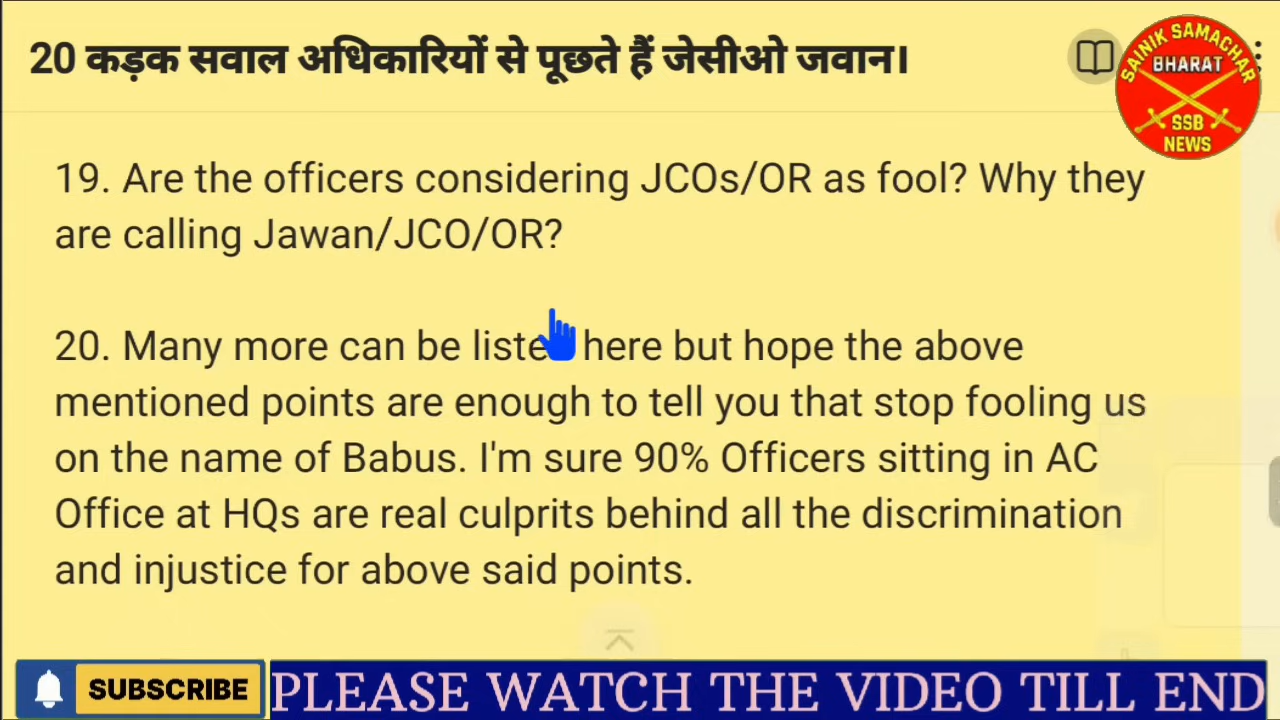 20 कड़क सवाल अधिकारियों से पूछते हैं जेसीओ जवान।
SAINIK SAMACHAR
BHARAT
SSB
NEWS
19. Are the officers considering JCOs/OR as fool? Why they
are calling Jawan/JCO/OR?
20. Many more can be listed here but hope the above
mentioned points are enough to tell you that stop fooling us
on the name of Babus. I'm sure 90% Officers sitting in AC
Office at HQs are real culprits behind all the discrimination
and injustice for above said points.
SUBSCRIBE
PLEASE WATCH THE VIDEO TILL END